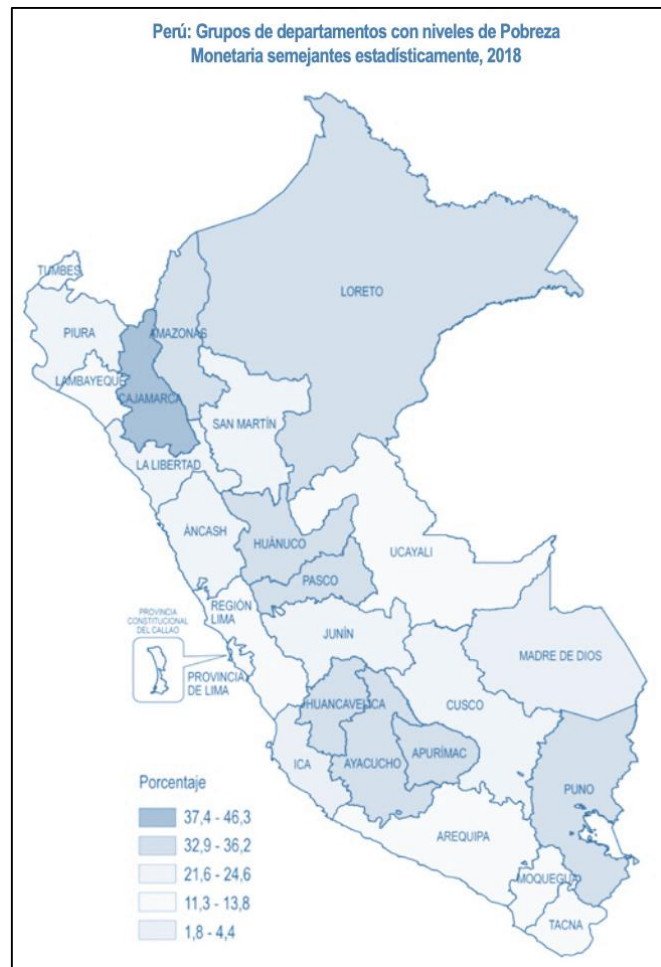 Perú: Grupos de departamentos con niveles de Pobreza
Monetaria semejantes estadísticamente, 2018
LORETO
TUMBES
PIURA
AMAZONAS
LAMBAYEQUE
CAJAMARCA
SAN MARTÍN
LA LIBERTAD
ÁNCASH
HUÁNUCO
UCAYALI
PASCO
REGIÓN
LIMA
PROVINCIA
CONSTITUCIONAL
DEL CALLAO
JUNÍN
MADRE DE DIOS
PROVINCIA
DE LIMA
HUANCAVELICA
CUSCO
ICA
AYACUCHO
APURÍMAC
PUNO
AREQUIPA
MOQUEGUA
TACNA
Porcentaje
37,4 - 46,3
32,9 - 36,2
21,6 - 24,6
11,3 - 13,8
1,8 - 4,4